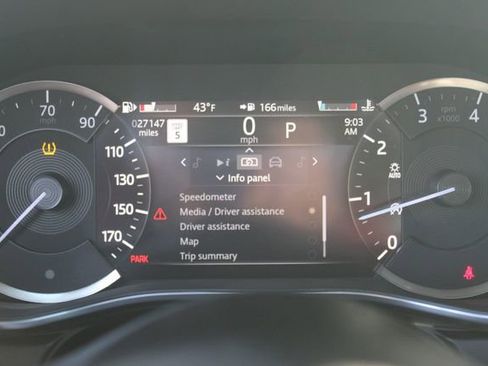 70
mph
90
43°F
166 miles
027147
miles
SPEED
LIMIT
5
0
mph
P
9:03
AM
3
rpm
x1000
4
2
1
0
AUTO
110
130
150
170
PARK
Info panel
Speedometer
Media / Driver assistance
Driver assistance
Map
Trip summary